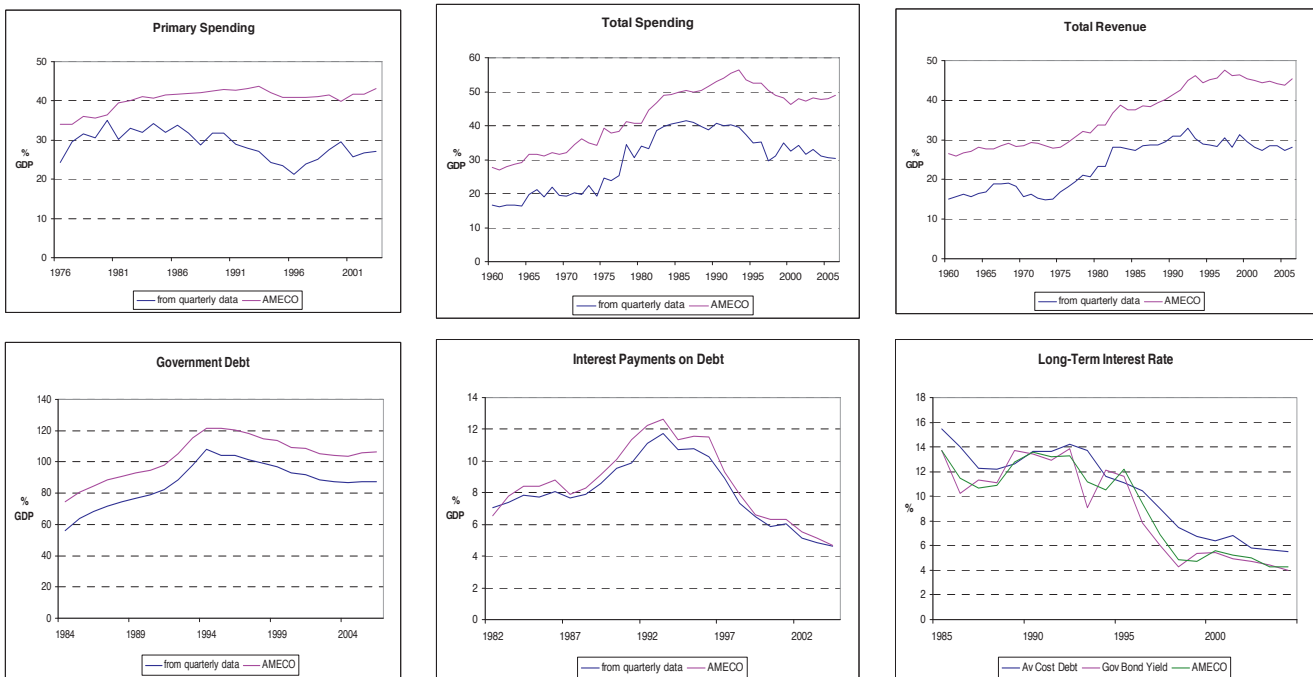 Primary Spending
50
40
30
%
GDP
20
10
0
1976 1981 1986 1991 1996 2001
from quarterly data AMECO
Total Spending
60
50
40
%
GDP
30
20
10
0
1960 1965 1970 1975 1980 1985 1990 1995 2000 2005
from quarterly data AMECO
Total Revenue
50
40
30
%
GDP
20
10
0
1960 1965 1970 1975 1980 1985 1990 1995 2000 2005
from quarterly data AMECO
Government Debt
140
120
100
80
%
GDP
60
40
20
0
1984 1989 1994 1999 2004
from quarterly data AMECO
Interest Payments on Debt
14
12
10
8
%
GDP
6
4
2
0
1982 1987 1992 1997 2002
from quarterly data AMECO
Long-Term Interest Rate
18
16
14
12
10
%
8
6
4
2
0
1985 1990 1995 2000
Av Cost Debt Gov Bond Yield AMECO